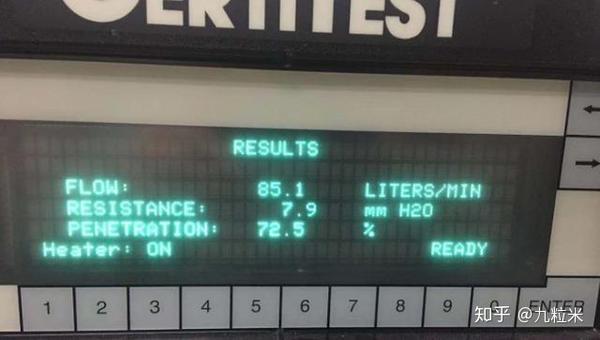 CERTITEST
RESULTS
FLOW: 85.1 LITERS/MIN
RESISTANCE: 7.9 mm H2O
PENETRATION: 72.5 %
Heater: ON READY
← 
→
1 2 3 4 5 6 7 8 9 0 ENTER
知乎 @九粒米